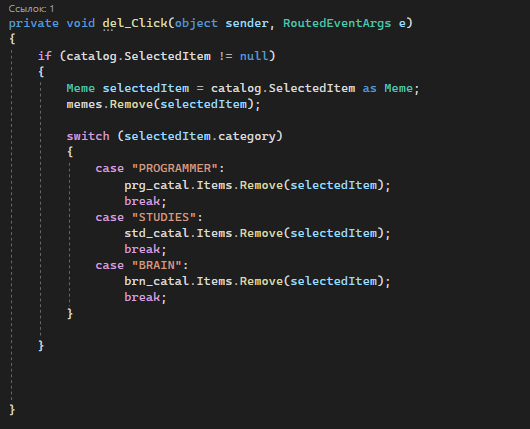 Ссылок: 1
private void del_Click(object sender, RoutedEventArgs e)
{
    if (catalog.SelectedItem != null)
    {
        Meme selectedItem = catalog.SelectedItem as Meme;
        memes.Remove(selectedItem);
        switch (selectedItem.category)
        {
            case "PROGRAMMER":
                prg_catal.Items.Remove(selectedItem);
                break;
            case "STUDIES":
                std_catal.Items.Remove(selectedItem);
                break;
            case "BRAIN":
                brn_catal.Items.Remove(selectedItem);
                break;
        }
    }
}